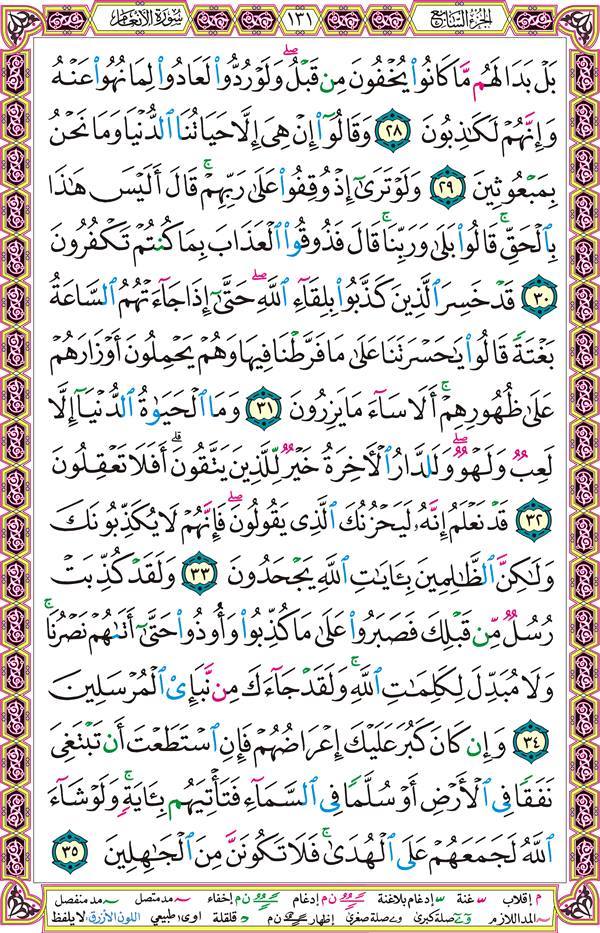 الجزء السابع ١٣١ سورة الأنعام
بَلْ بَدَا لَهُم مَّا كَانُوا۟ يُخْفُونَ مِن قَبْلُ ۖ وَلَوْ رُدُّوا۟ لَعَادُوا۟ لِمَا نُهُوا۟ عَنْهُ
وَإِنَّهُمْ لَكَـٰذِبُونَ ٢٨ وَقَالُوٓا۟ إِنْ هِىَ إِلَّا حَيَاتُنَا ٱلدُّنْيَا وَمَا نَحْنُ
بِمَبْعُوثِينَ ٢٩ وَلَوْ تَرَىٰٓ إِذْ وُقِفُوا۟ عَلَىٰ رَبِّهِمْ ۚ قَالَ أَلَيْسَ هَـٰذَا
بِٱلْحَقِّ ۚ قَالُوا۟ بَلَىٰ وَرَبِّنَا ۚ قَالَ فَذُوقُوا۟ ٱلْعَذَابَ بِمَا كُنتُمْ تَكْفُرُونَ
٣٠ قَدْ خَسِرَ ٱلَّذِينَ كَذَّبُوا۟ بِلِقَآءِ ٱللَّهِ ۖ حَتَّىٰٓ إِذَا جَآءَتْهُمُ ٱلسَّاعَةُ
بَغْتَةً قَالُوا۟ يَـٰحَسْرَتَنَا عَلَىٰ مَا فَرَّطْنَا فِيهَا وَهُمْ يَحْمِلُونَ أَوْزَارَهُمْ
عَلَىٰ ظُهُورِهِمْ ۚ أَلَا سَآءَ مَا يَزِرُونَ ٣١ وَمَا ٱلْحَيَوٰةُ ٱلدُّنْيَآ إِلَّا
لَعِبٌ وَلَهْوٌ ۖ وَلَلدَّارُ ٱلْـَٔاخِرَةُ خَيْرٌ لِّلَّذِينَ يَتَّقُونَ ۗ أَفَلَا تَعْقِلُونَ
٣٢ قَدْ نَعْلَمُ إِنَّهُۥ لَيَحْزُنُكَ ٱلَّذِى يَقُولُونَ ۖ فَإِنَّهُمْ لَا يُكَذِّبُونَكَ
وَلَـٰكِنَّ ٱلظَّـٰلِمِينَ بِـَٔايَـٰتِ ٱللَّهِ يَجْحَدُونَ ٣٣ وَلَقَدْ كُذِّبَتْ
رُسُلٌ مِّن قَبْلِكَ فَصَبَرُوا۟ عَلَىٰ مَا كُذِّبُوا۟ وَأُوذُوا۟ حَتَّىٰٓ أَتَىٰهُمْ نَصْرُنَا ۚ
وَلَا مُبَدِّلَ لِكَلِمَـٰتِ ٱللَّهِ ۚ وَلَقَدْ جَآءَكَ مِن نَّبَإِى۟ ٱلْمُرْسَلِينَ
٣٤ وَإِن كَانَ كَبُرَ عَلَيْكَ إِعْرَاضُهُمْ فَإِنِ ٱسْتَطَعْتَ أَن تَبْتَغِىَ
نَفَقًا فِى ٱلْأَرْضِ أَوْ سُلَّمًا فِى ٱلسَّمَآءِ فَتَأْتِيَهُم بِـَٔايَةٍ ۚ وَلَوْ شَآءَ
ٱللَّهُ لَجَمَعَهُمْ عَلَى ٱلْهُدَىٰ ۚ فَلَا تَكُونَنَّ مِنَ ٱلْجَـٰهِلِينَ ٣٥
م إقلاب غنة إدغام بلاغنة ن م إدغام ن م إخفاء مد متصل مد منفصل
المد اللازم صلة كبرى صلة صغرى إظهار ن م قلقلة اوى طبيعي اللون الأزرق لا يلفظ